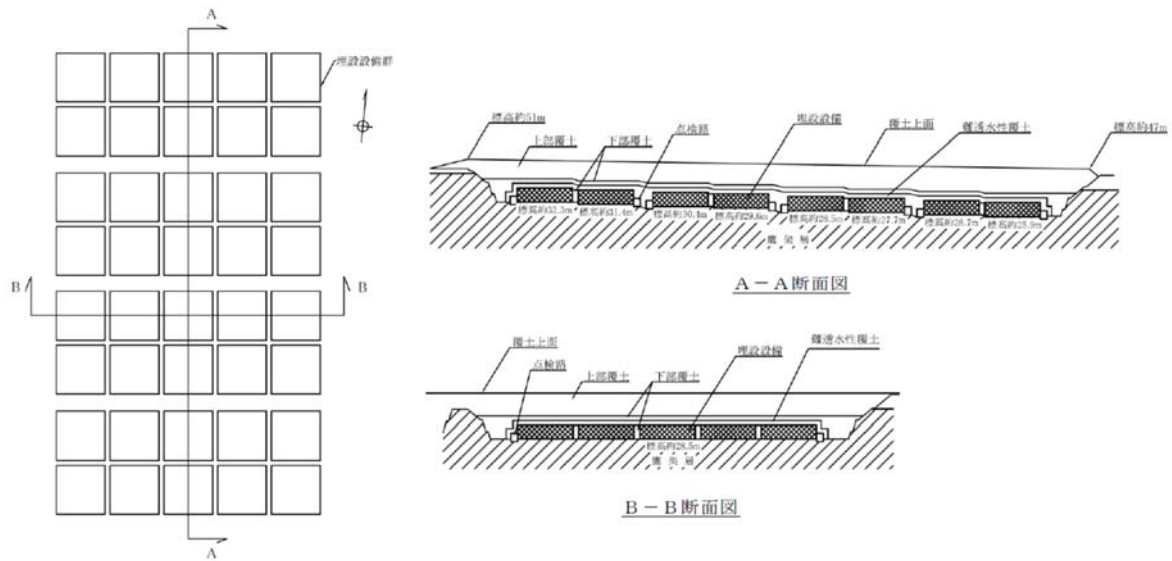 A
埋設設備群
B
B
A
標高約51m
上部覆土
下部覆土
点検路
埋設設備
覆土上面
難透水性覆土
標高約47m
標高約32.3m
標高約31.4m
標高約30.4m
標高約29.6m
標高約28.5m
標高約27.7m
標高約26.7m
標高約25.9m
鷹架層
A－A断面図
覆土上面
点検路
上部覆土
下部覆土
埋設設備
難透水性覆土
標高約28.5m
鷹架層
B－B断面図